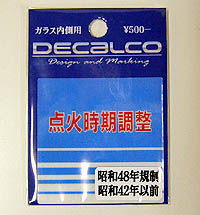 ガラス内側用 ¥500-
DECALCO
Design and Marking
点火時期調整
昭和48年規制
昭和42年以前